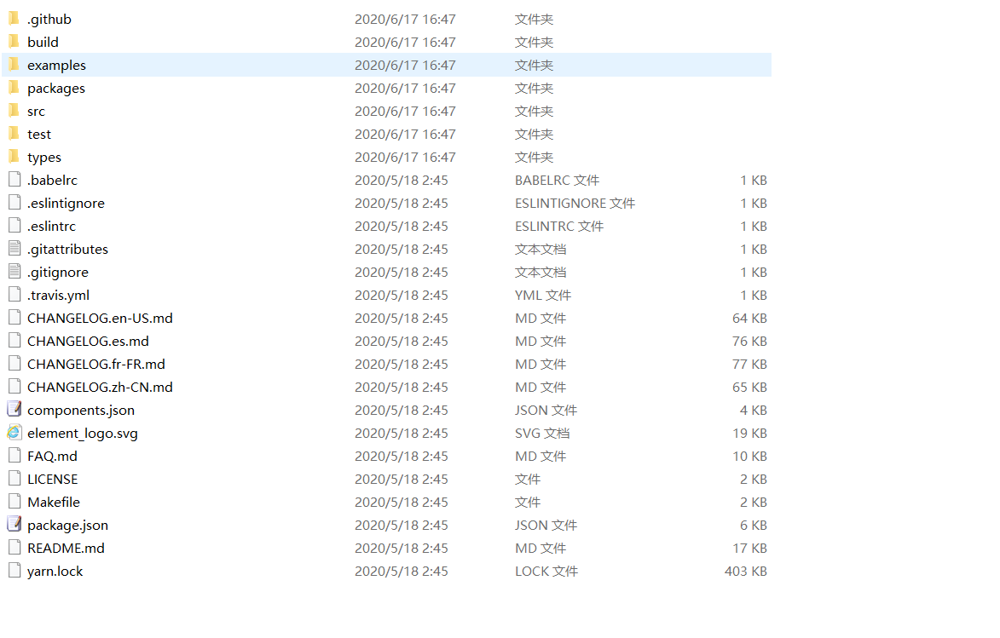 .github 2020/6/17 16:47 文件夹
build 2020/6/17 16:47 文件夹
examples 2020/6/17 16:47 文件夹
packages 2020/6/17 16:47 文件夹
src 2020/6/17 16:47 文件夹
test 2020/6/17 16:47 文件夹
types 2020/6/17 16:47 文件夹
.babelrc 2020/5/18 2:45 BABELRC 文件 1 KB
.eslintignore 2020/5/18 2:45 ESLINTIGNORE 文件 1 KB
.eslintrc 2020/5/18 2:45 ESLINTRC 文件 1 KB
.gitattributes 2020/5/18 2:45 文本文档 1 KB
.gitignore 2020/5/18 2:45 文本文档 1 KB
.travis.yml 2020/5/18 2:45 YML 文件 1 KB
CHANGELOG.en-US.md 2020/5/18 2:45 MD 文件 64 KB
CHANGELOG.es.md 2020/5/18 2:45 MD 文件 76 KB
CHANGELOG.fr-FR.md 2020/5/18 2:45 MD 文件 77 KB
CHANGELOG.zh-CN.md 2020/5/18 2:45 MD 文件 65 KB
components.json 2020/5/18 2:45 JSON 文件 4 KB
element_logo.svg 2020/5/18 2:45 SVG 文档 19 KB
FAQ.md 2020/5/18 2:45 MD 文件 10 KB
LICENSE 2020/5/18 2:45 文件 2 KB
Makefile 2020/5/18 2:45 文件 2 KB
package.json 2020/5/18 2:45 JSON 文件 6 KB
README.md 2020/5/18 2:45 MD 文件 17 KB
yarn.lock 2020/5/18 2:45 LOCK 文件 403 KB